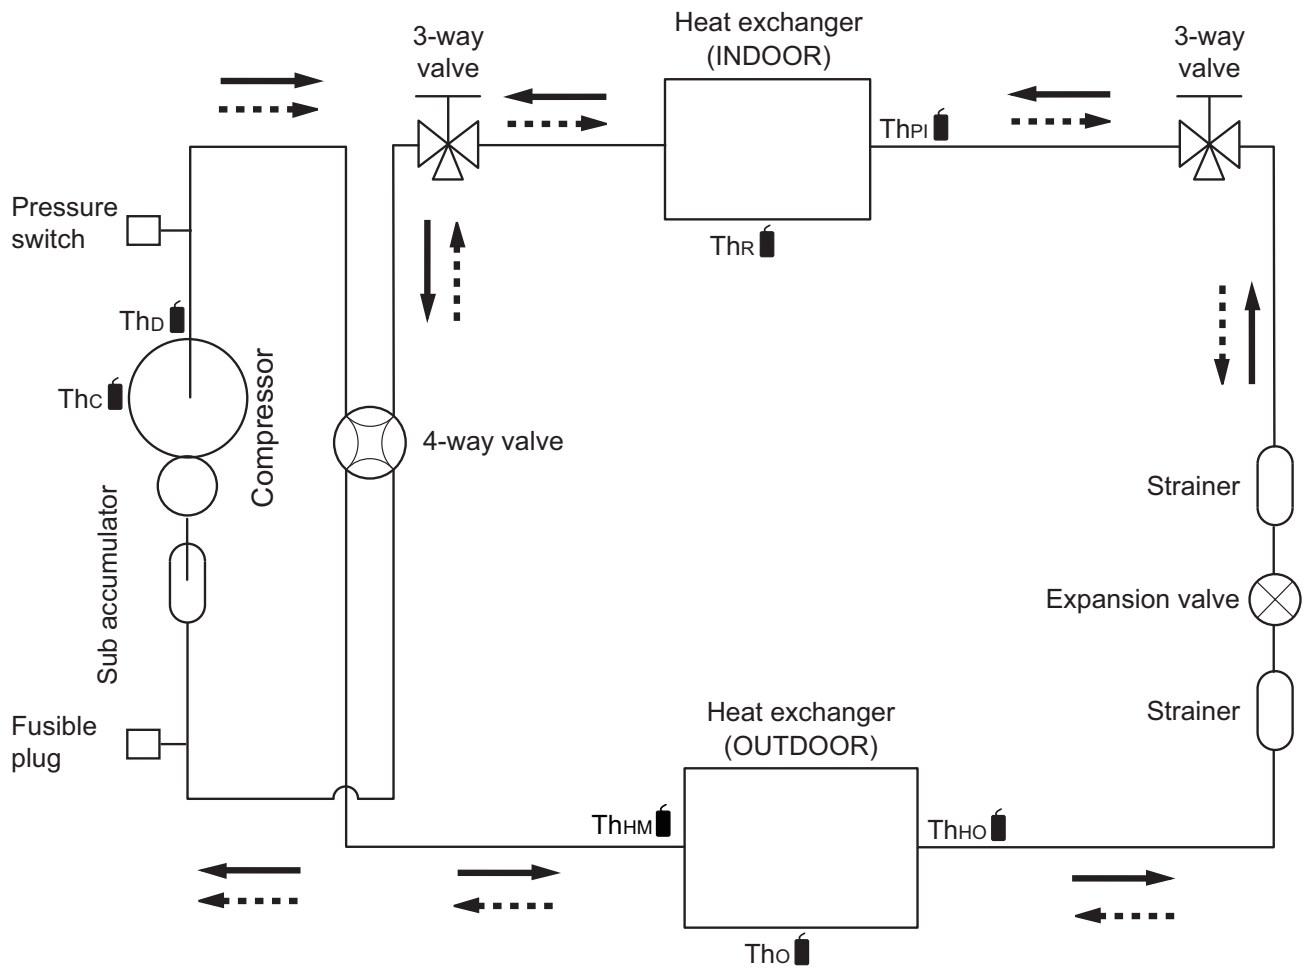 Heat exchanger
(INDOOR)
3-way
valve
3-way
valve
ThPI
Pressure
switch
ThR
ThD
ThC
Compressor
4-way valve
Strainer
Sub accumulator
Expansion valve
Strainer
Fusible
plug
Heat exchanger
(OUTDOOR)
ThHM
ThHO
ThO